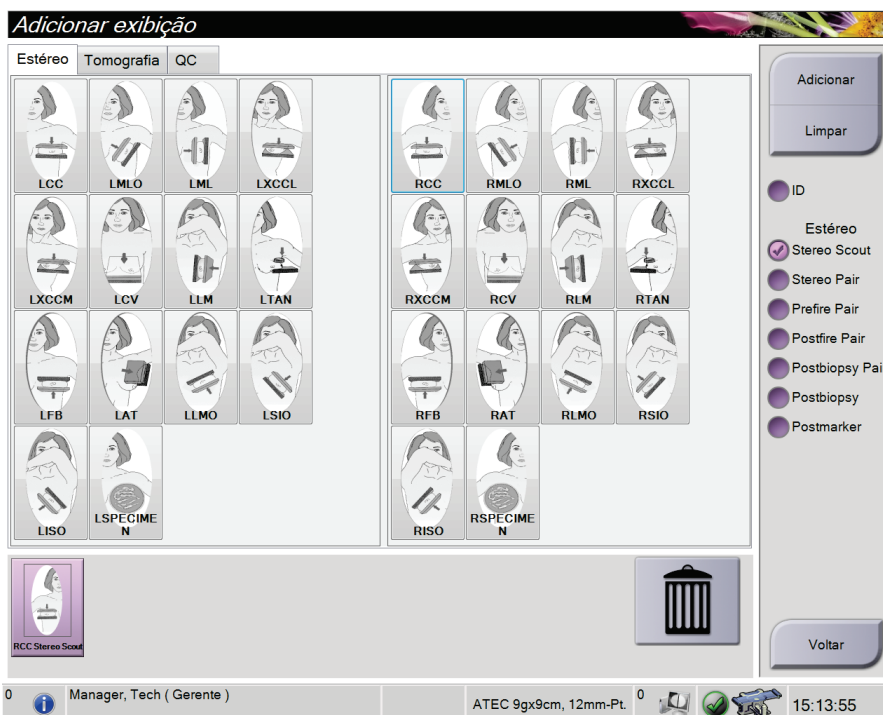 Adicionar exibição
Estéreo Tomografia QC
LCC LMLO LML LXCCL
RCC RMLO RML RXCCL
LXCCM LCV LLM LTAN
RXCCM RCV RLM RTAN
LFB LAT LLMO LSIO
RFB RAT RLMO RSIO
LISO LSPECIME
N
RISO RSPECIME
N
Adicionar
Limpar
ID
Estéreo
Stereo Scout
Stereo Pair
Prefire Pair
Postfire Pair
Postbiopsy Pai
Postbiopsy
Postmarker
RCC Stereo Scout
Voltar
0 Manager, Tech ( Gerente ) ATEC 9gx9cm, 12mm-Pt. 0 15:13:55